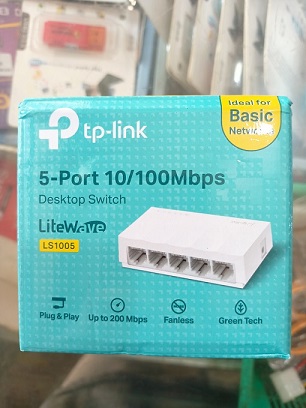 Ideal for
Basic
Network
tp-link
5-Port 10/100Mbps
Desktop Switch
LiteWave
LS1005
Plug & Play
Up to 200 Mbps
Fanless
Green Tech